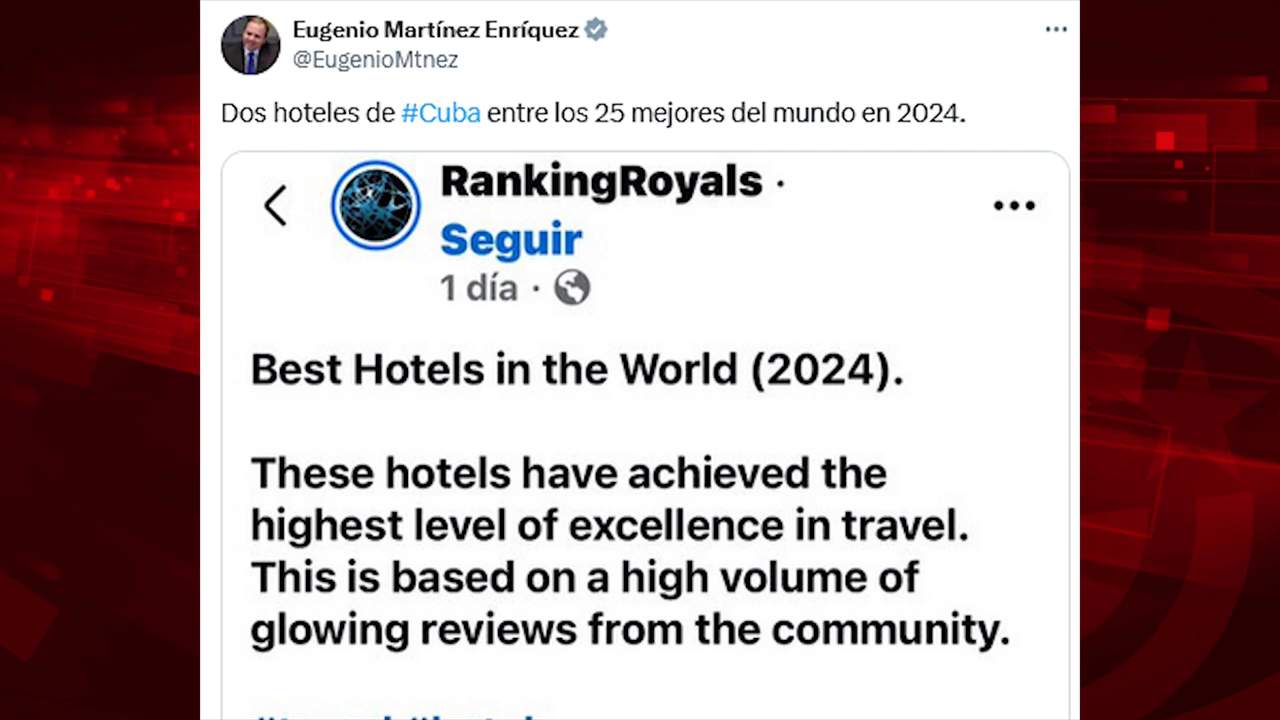 Eugenio Martínez Enríquez
@EugenioMtnez
Dos hoteles de #Cuba entre los 25 mejores del mundo en 2024.
RankingRoyals ·
Seguir
1 día ·
Best Hotels in the World (2024).
These hotels have achieved the
highest level of excellence in travel.
This is based on a high volume of
glowing reviews from the community.